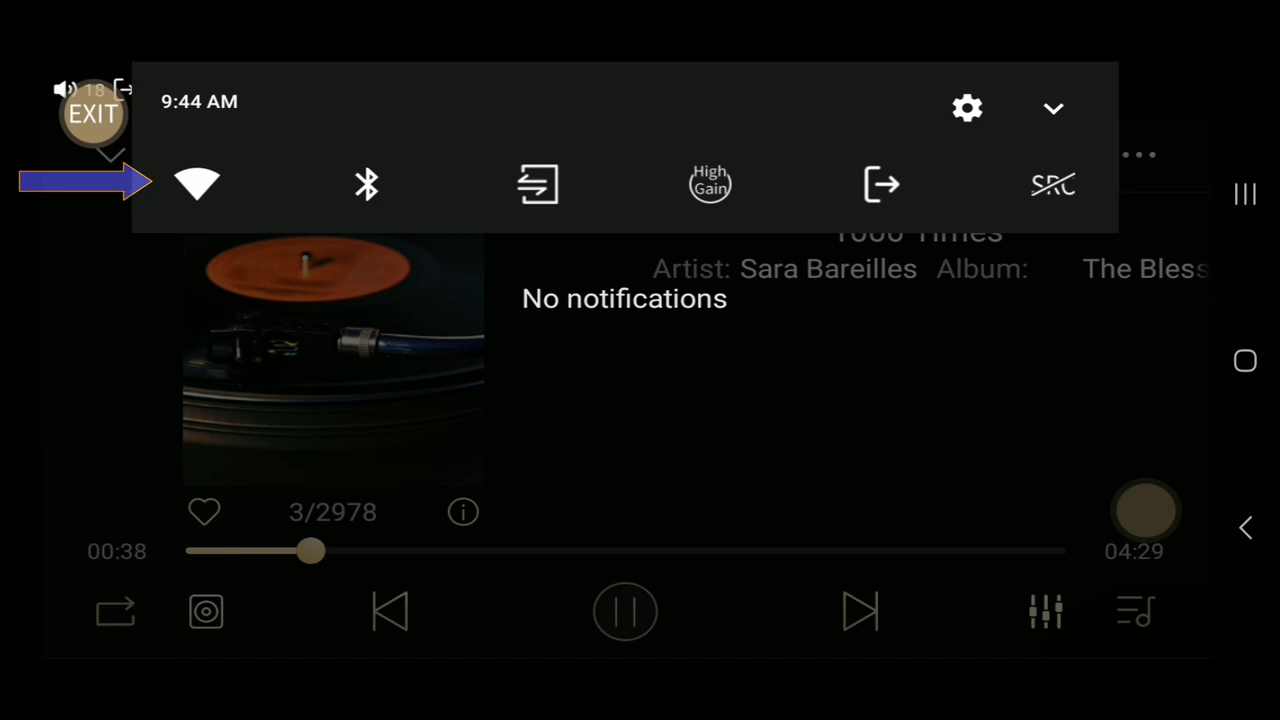 18
EXIT
9:44 AM
High
Gain
SRC
1000 Times
Artist: Sara Bareilles Album: The Bless
No notifications
3/2978
00:38
04:29